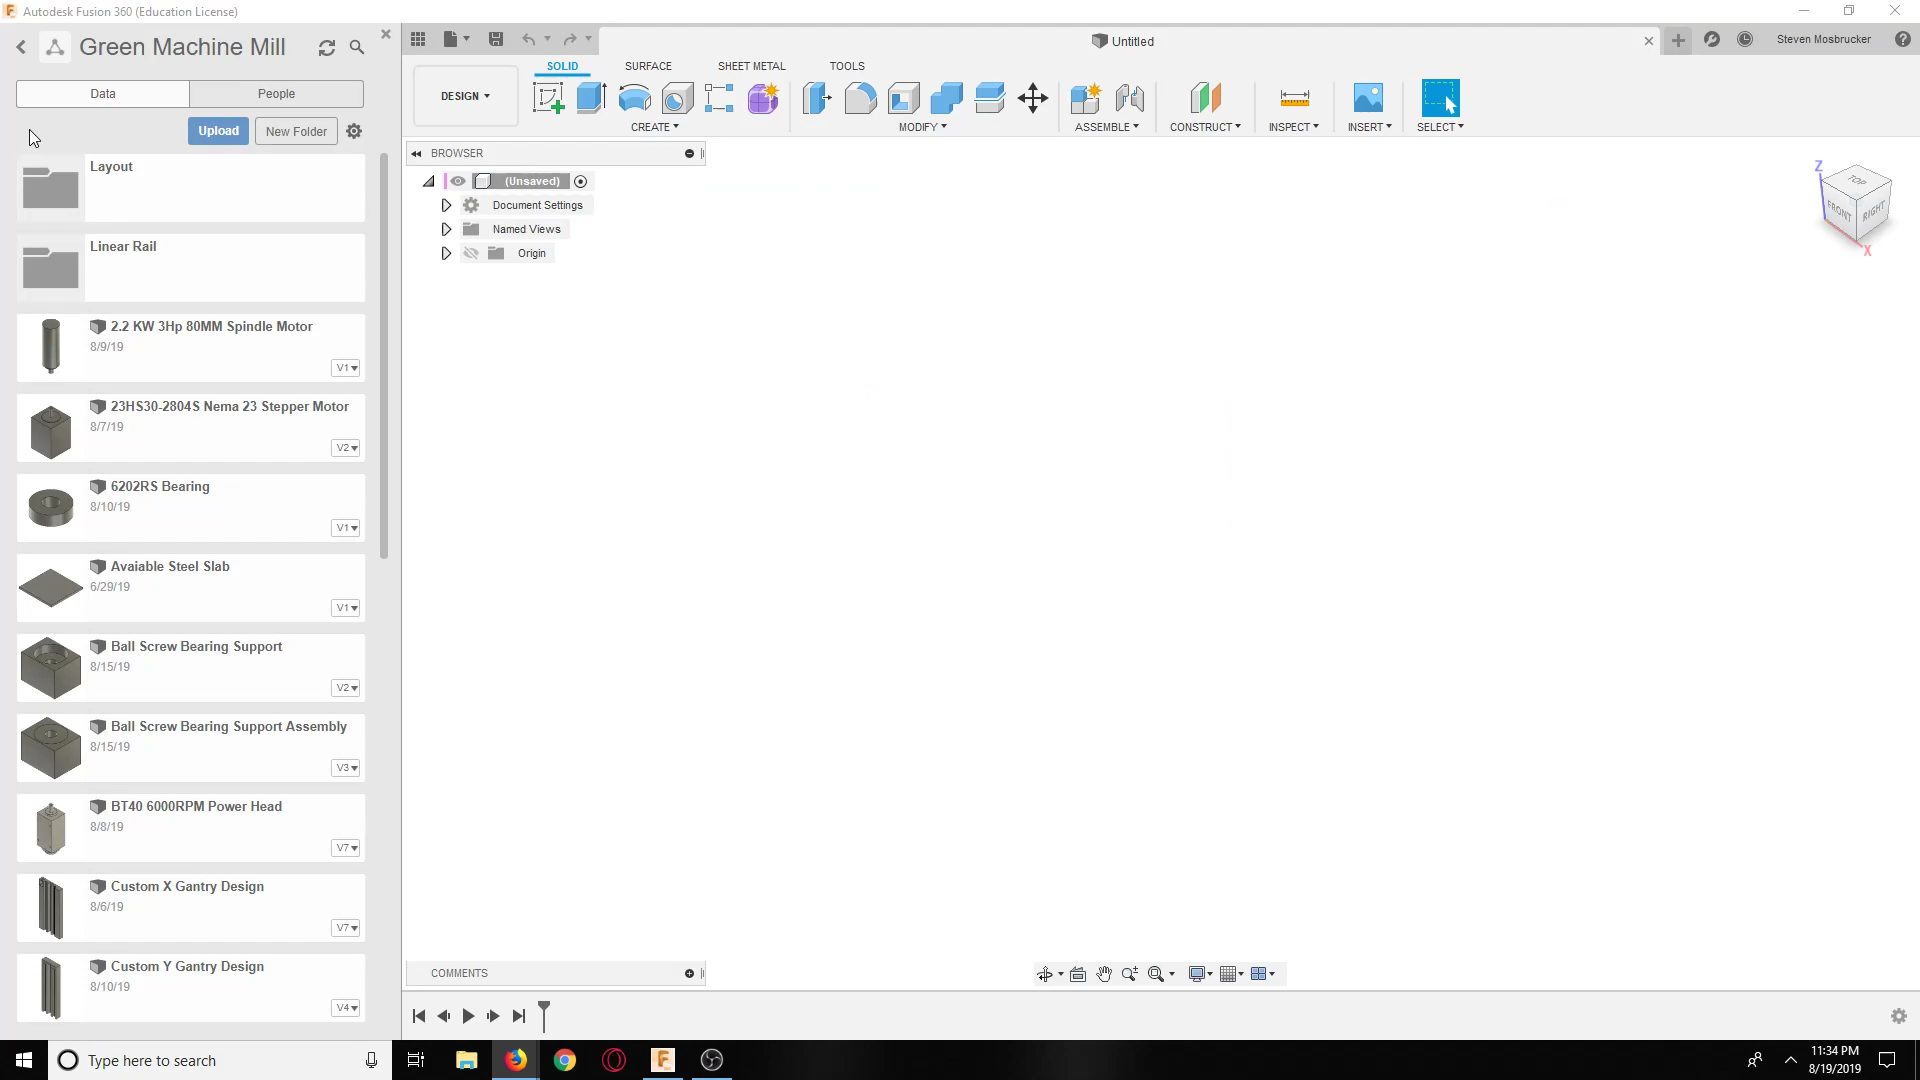 Autodesk Fusion 360 (Education License)
Green Machine Mill
Data
People
Upload
New Folder
Layout
Linear Rail
2.2 KW 3Hp 80MM Spindle Motor
8/9/19
V1
23HS30-2804S Nema 23 Stepper Motor
8/7/19
V2
6202RS Bearing
8/10/19
V1
Avaiable Steel Slab
6/29/19
V1
Ball Screw Bearing Support
8/15/19
V2
Ball Screw Bearing Support Assembly
8/15/19
V3
BT40 6000RPM Power Head
8/8/19
V7
Custom X Gantry Design
8/6/19
V7
Custom Y Gantry Design
8/10/19
V4
Untitled
Steven Mosbrucker
SOLID SURFACE SHEET METAL TOOLS
DESIGN
CREATE MODIFY ASSEMBLE CONSTRUCT INSPECT INSERT SELECT
BROWSER
(Unsaved)
Document Settings
Named Views
Origin
Z
TOP
FRONT RIGHT
X
COMMENTS
Type here to search
11:34 PM
8/19/2019